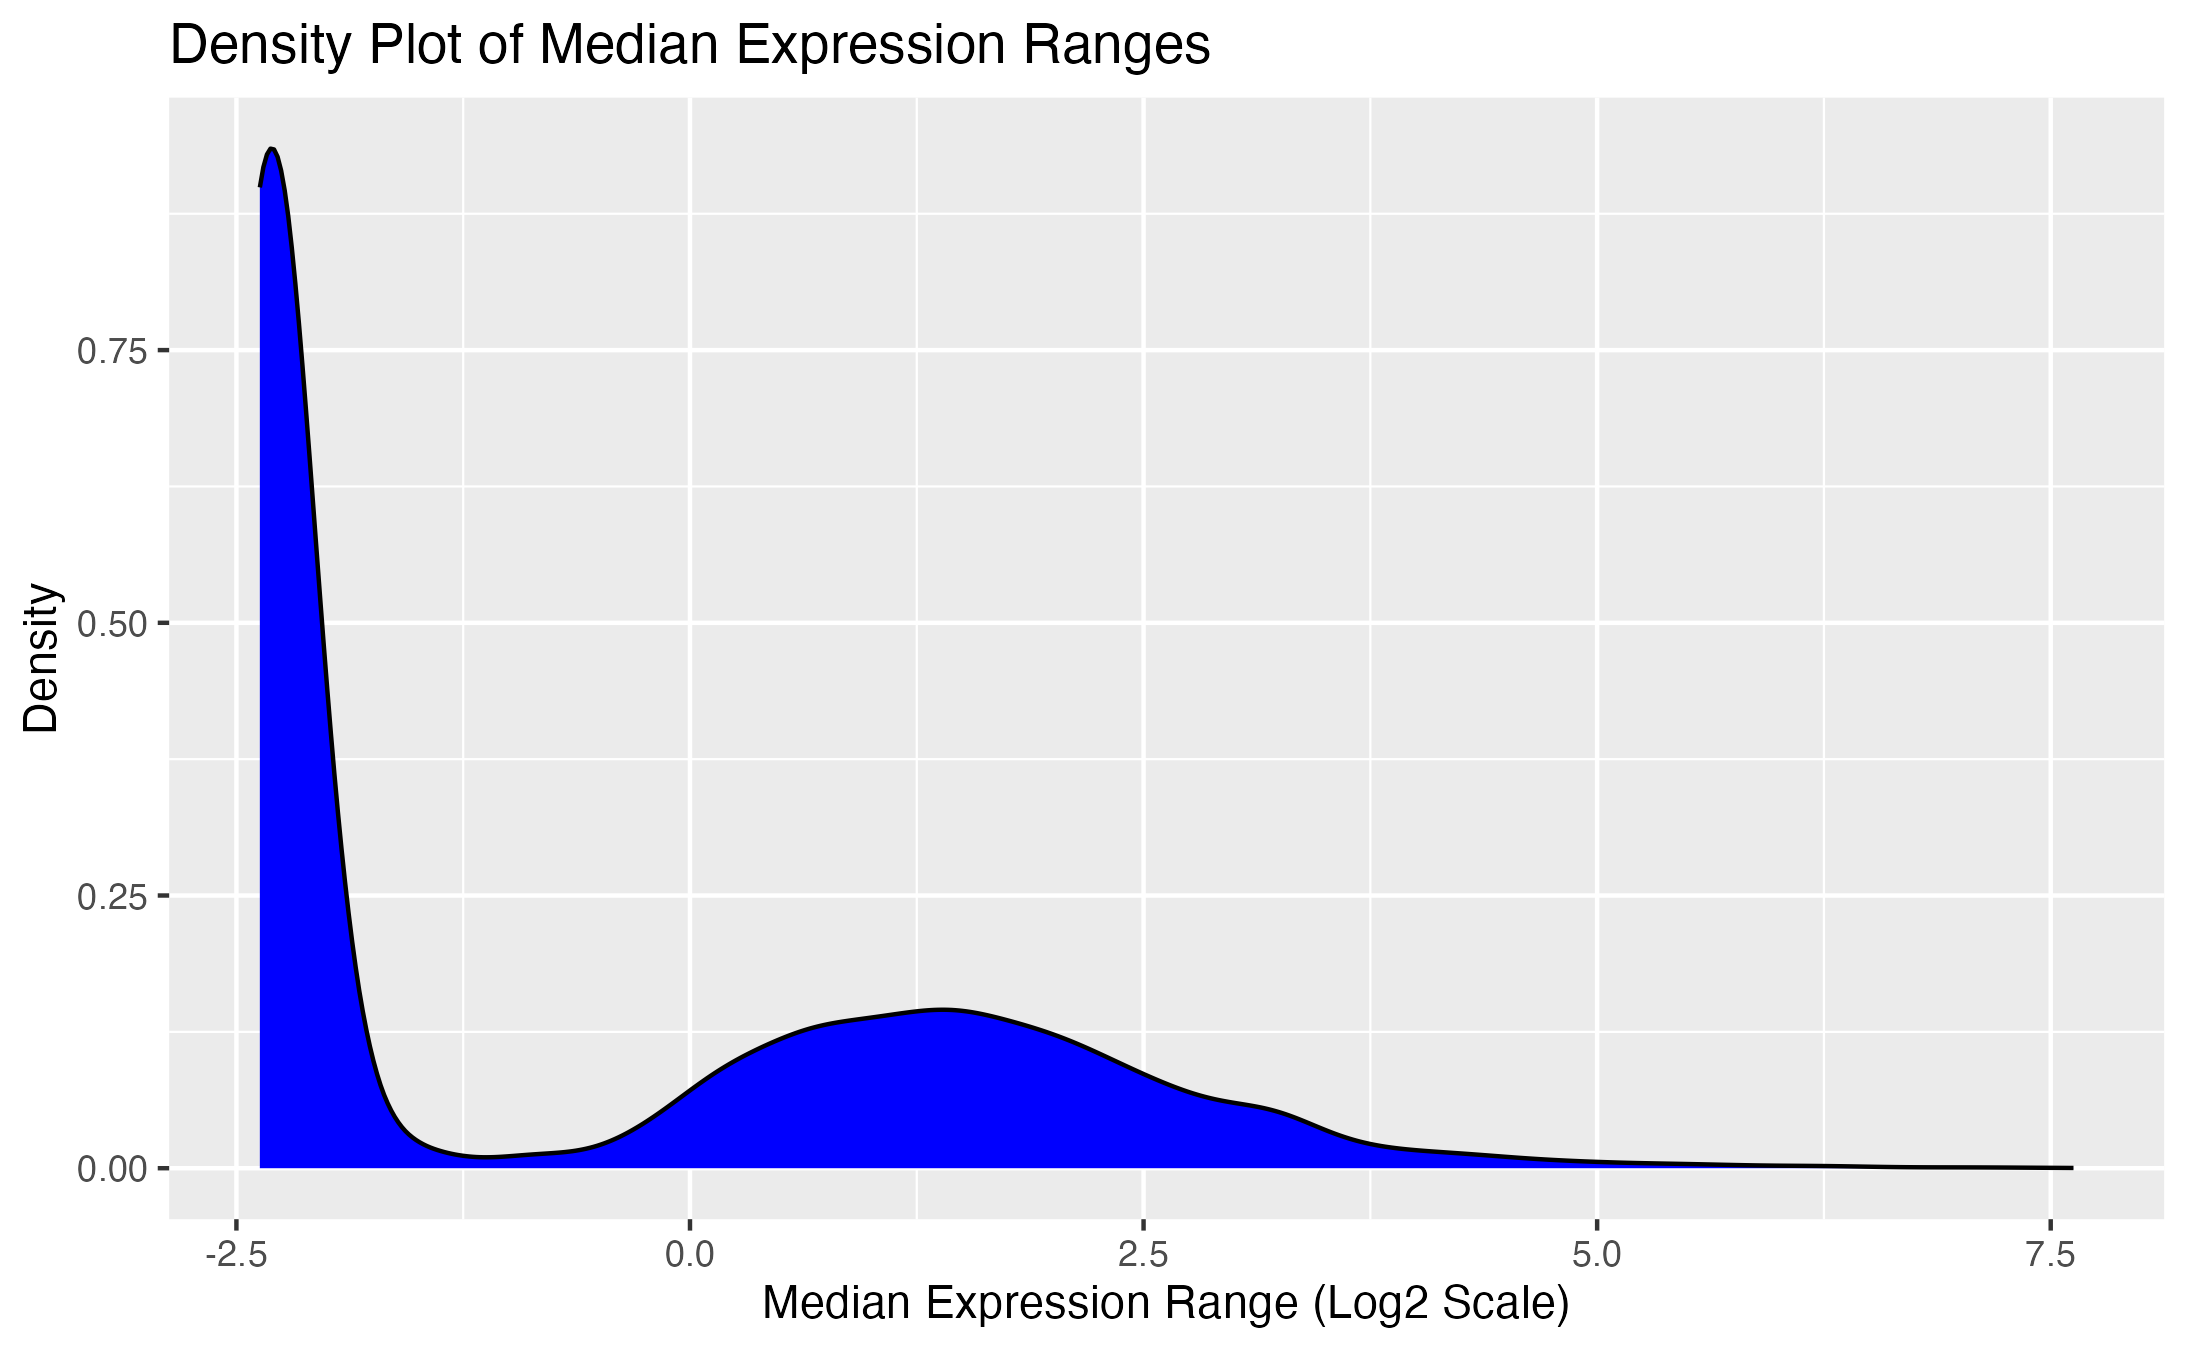 Density Plot of Median Expression Ranges
Density
0.75
0.50
0.25
0.00
-2.5 0.0 2.5 5.0 7.5
Median Expression Range (Log2 Scale)